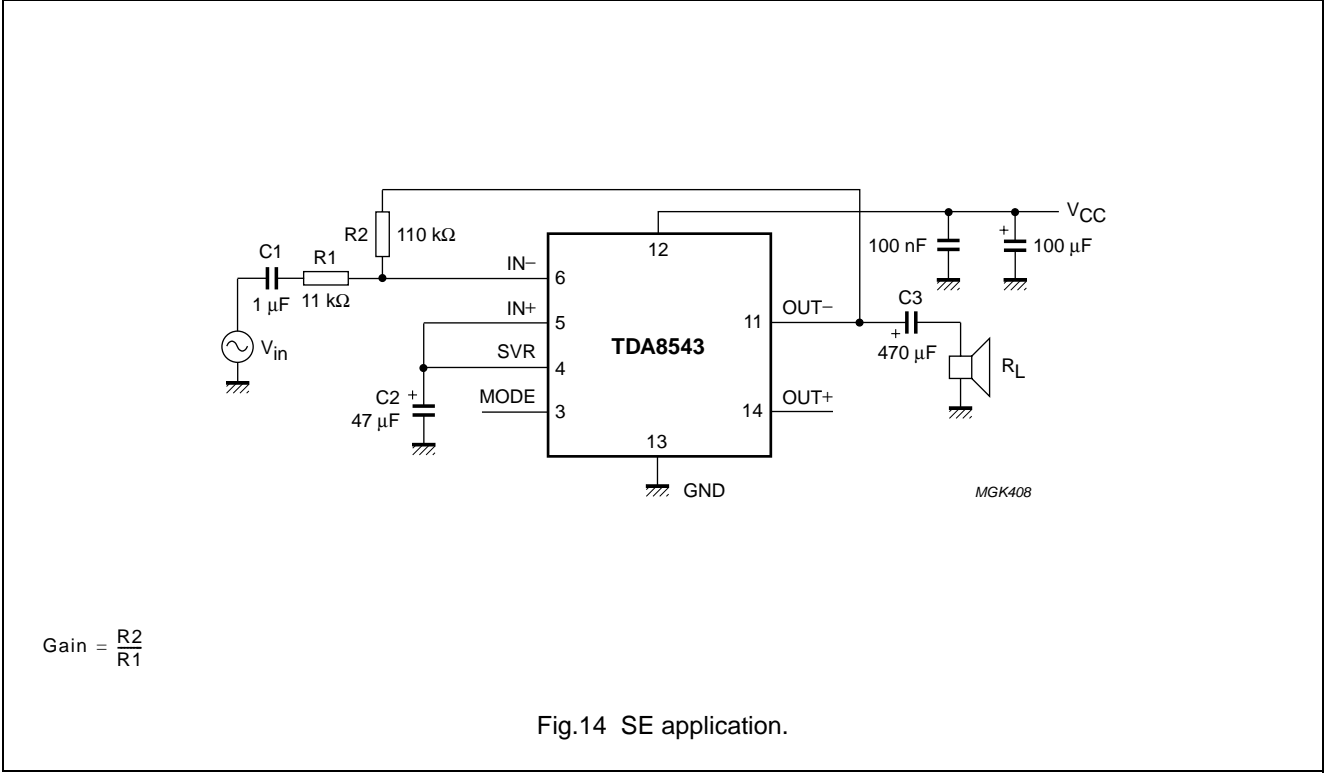 VCC
R2 110 kΩ
12
100 nF
+
100 μF
C1
R1
IN−
6
1 μF
11 kΩ
C3
IN+
5
11
OUT−
+
470 μF
TDA8543
Vin
SVR
4
RL
C2
+
47 μF
MODE
3
14
OUT+
13
GND
MGK408
Gain = R2
R1
Fig.14 SE application.